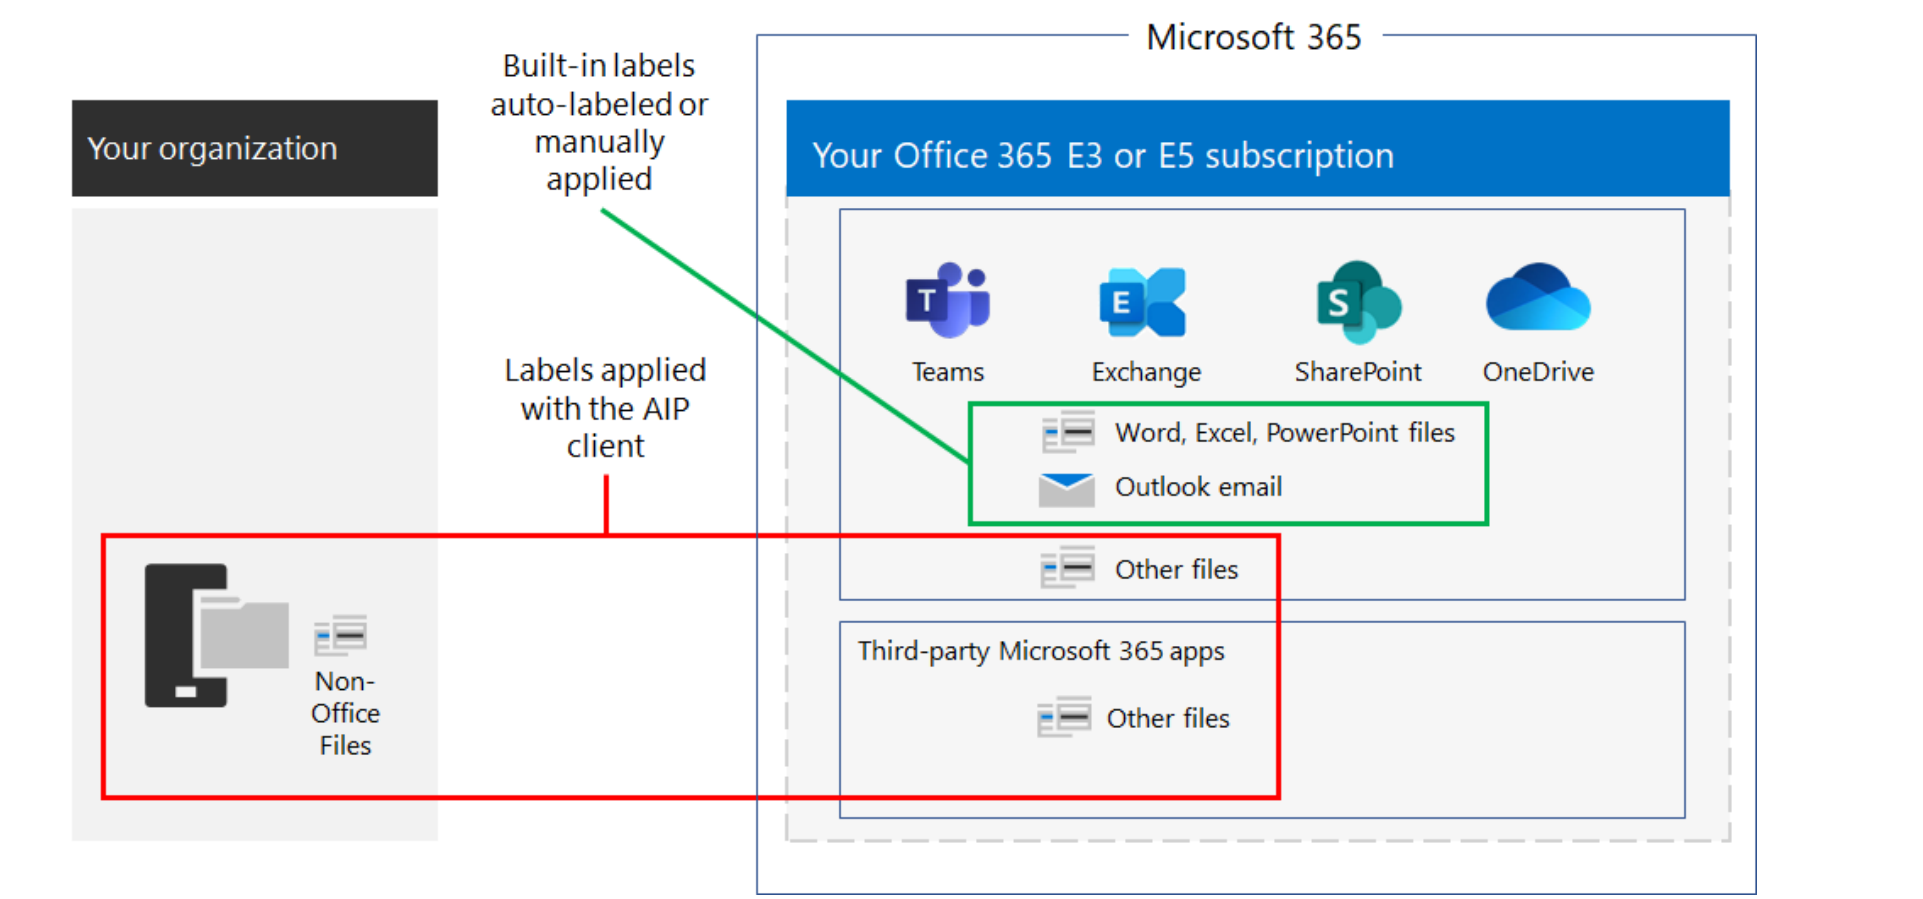 Microsoft 365
Built-in labels
auto-labeled or
manually
applied
Your organization
Your Office 365 E3 or E5 subscription
T
E
S
Teams
Exchange
SharePoint
OneDrive
Labels applied
with the AIP
client
Word, Excel, PowerPoint files
Outlook email
Other files
Third-party Microsoft 365 apps
Other files
Non-
Office
Files